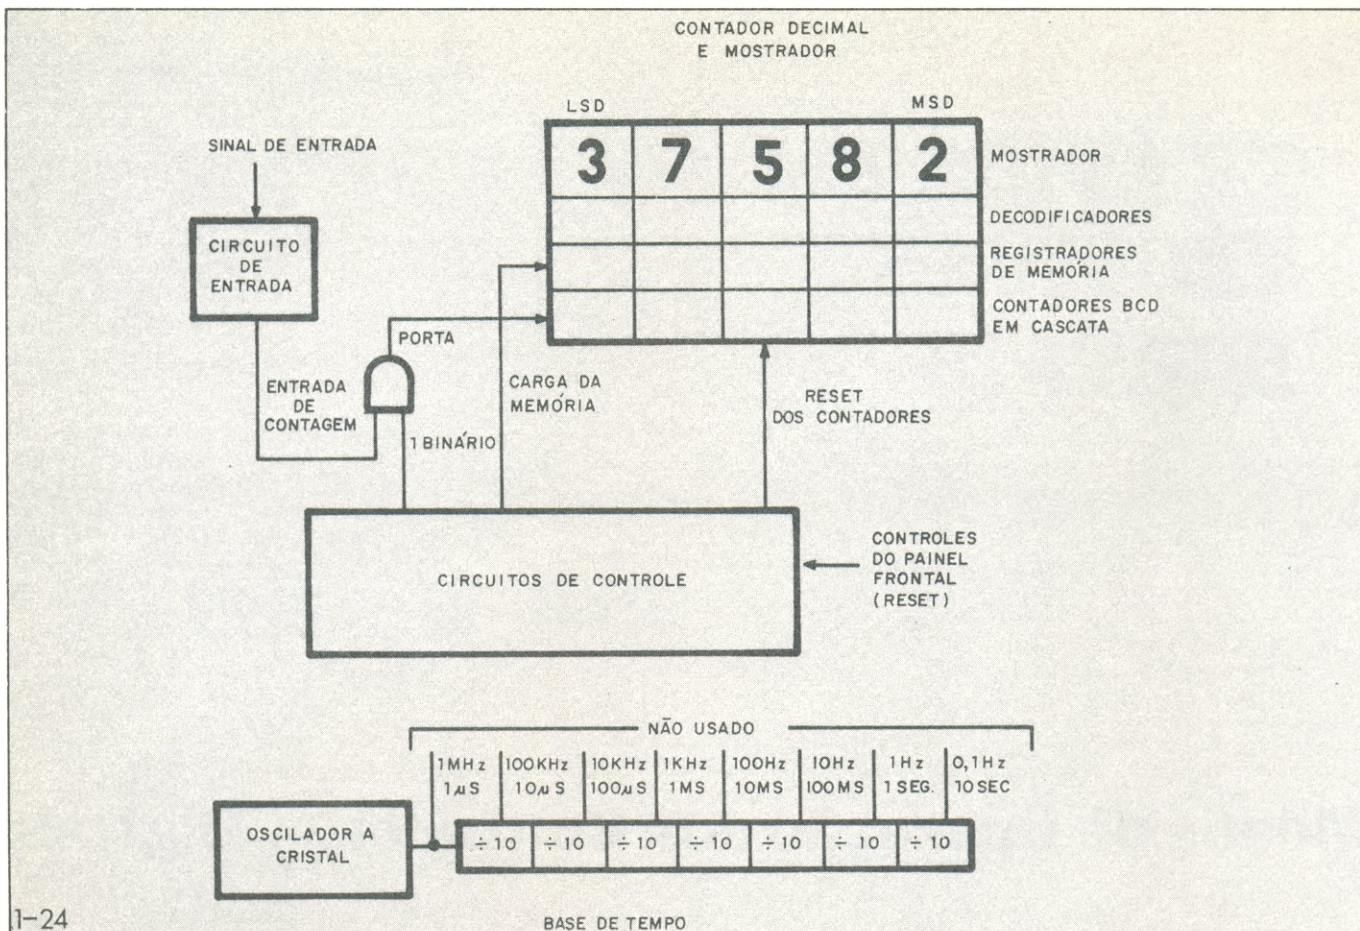 CONTADOR DECIMAL
E MOSTRADOR
LSD MSD
SINAL DE ENTRADA
3 7 5 8 2 MOSTRADOR
DECODIFICADORES
CIRCUITO
DE
ENTRADA
REGISTRADORES
DE MEMÓRIA
CONTADORES BCD
EM CASCATA
PORTA
ENTRADA
DE
CONTAGEM
CARGA DA
MEMÓRIA
RESET
DOS CONTADORES
1 BINÁRIO
CIRCUITOS DE CONTROLE
CONTROLES
DO PAINEL
FRONTAL
(RESET)
NÃO USADO
1MHz 100KHz 10KHz 1KHz 100Hz 10Hz 1Hz 0,1Hz
1µS 10µS 100µS 1MS 10MS 100MS 1SEG. 10SEC
OSCILADOR A
CRISTAL
÷10 ÷10 ÷10 ÷10 ÷10 ÷10 ÷10
1-24 BASE DE TEMPO